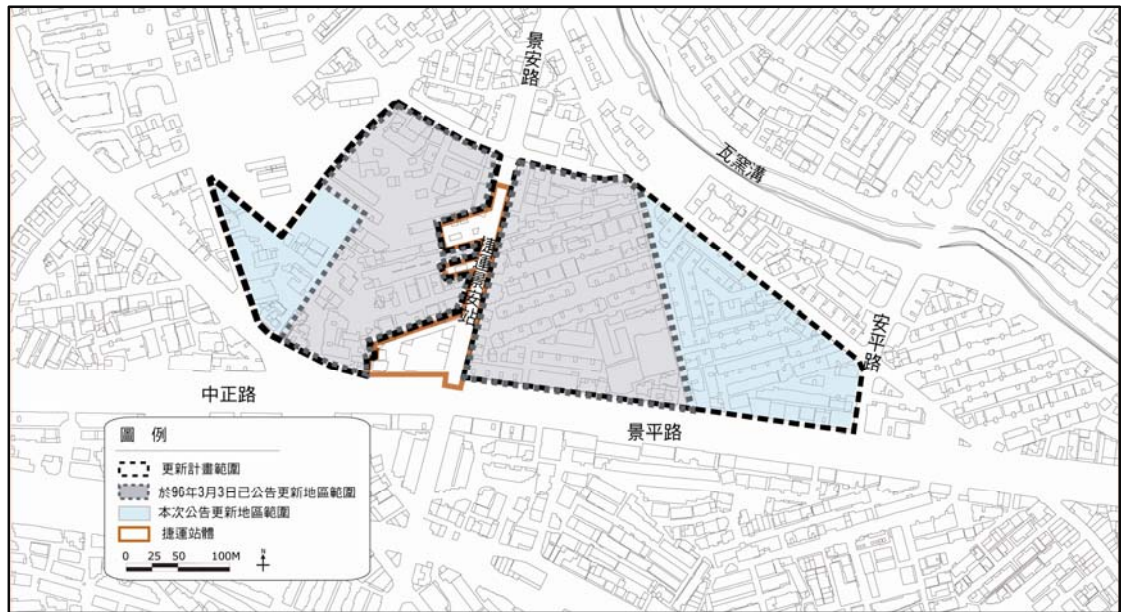 景安路
瓦窯溝
捷運景安站
安平路
中正路
景平路
圖 例
更新計畫範圍
於96年3月3日已公告更新地區範圍
本次公告更新地區範圍
捷運站體
0 25 50 100M
N